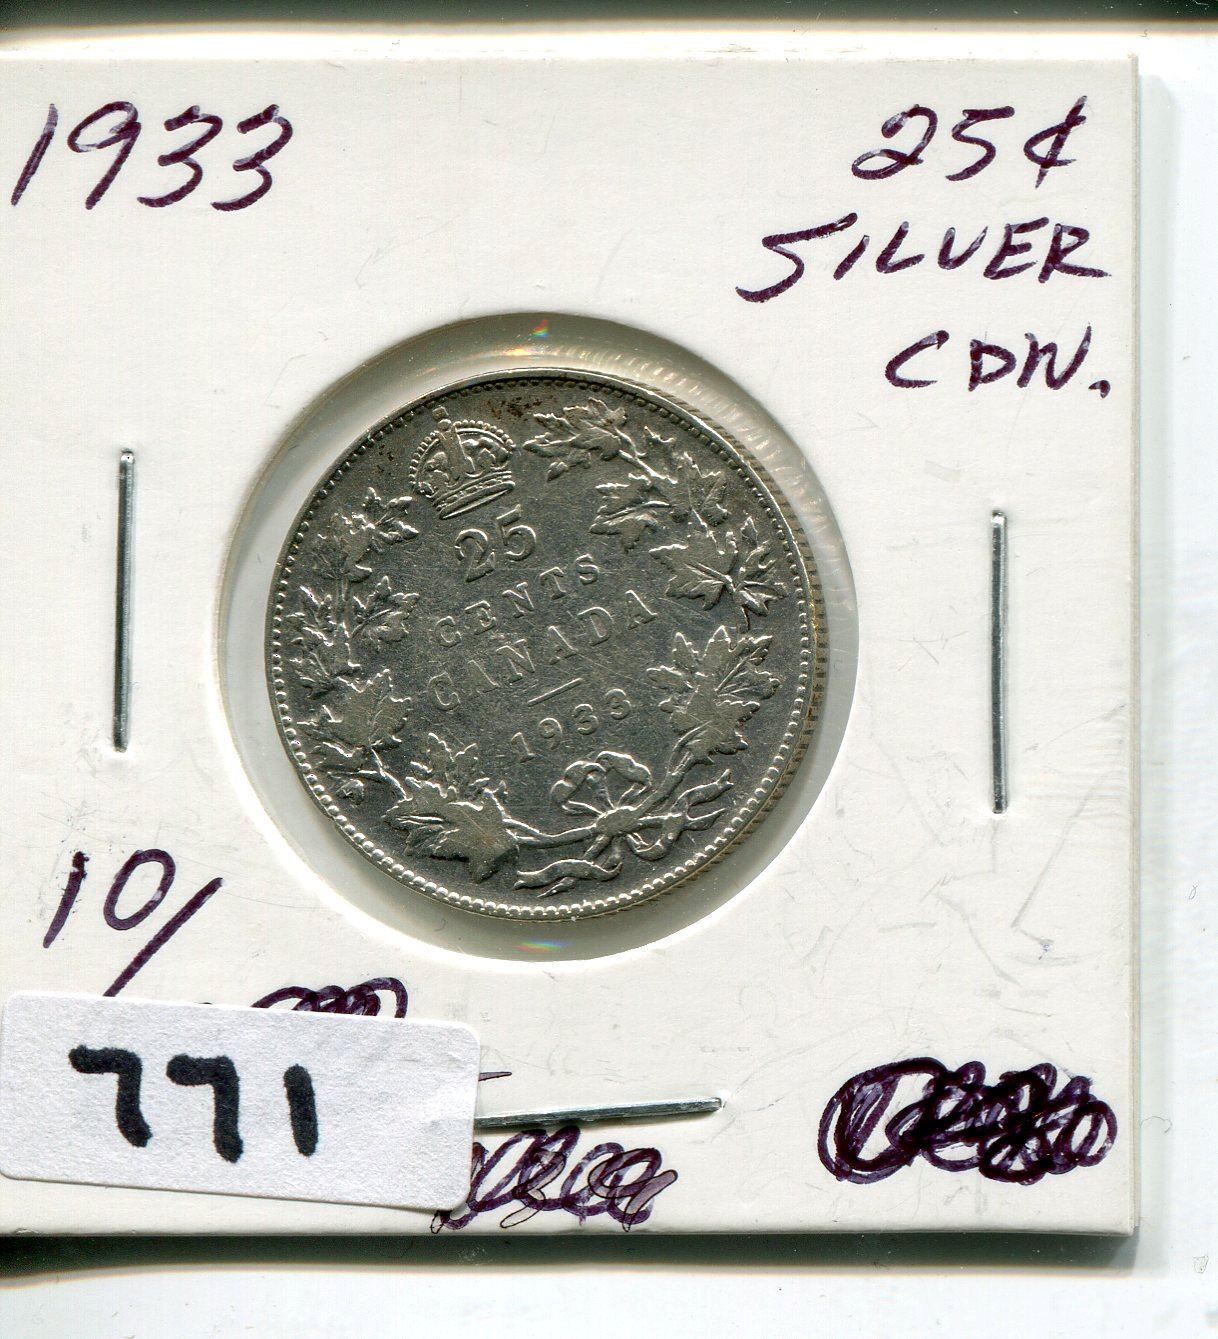 1933
25¢
SILVER
CDN.
25
CENTS
CANADA
1933
10/
771